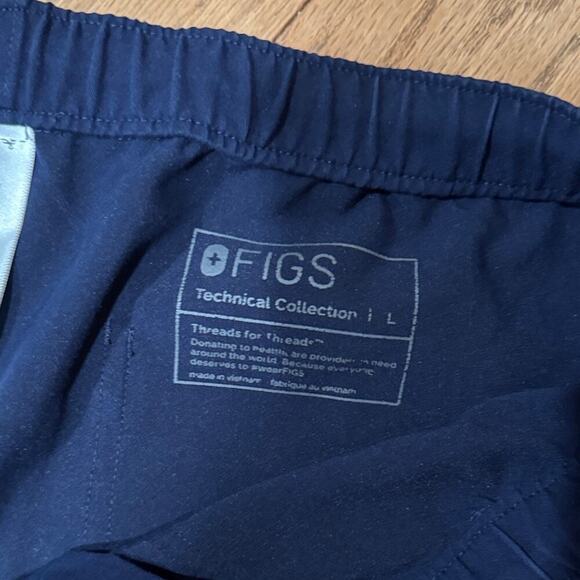 FIGS
Technical Collection | L
Threads for Threads™
Donating to healthcare providers in need
around the world. Because everyone
deserves to #wearFIGS
made in vietnam fabriqué au vietnam